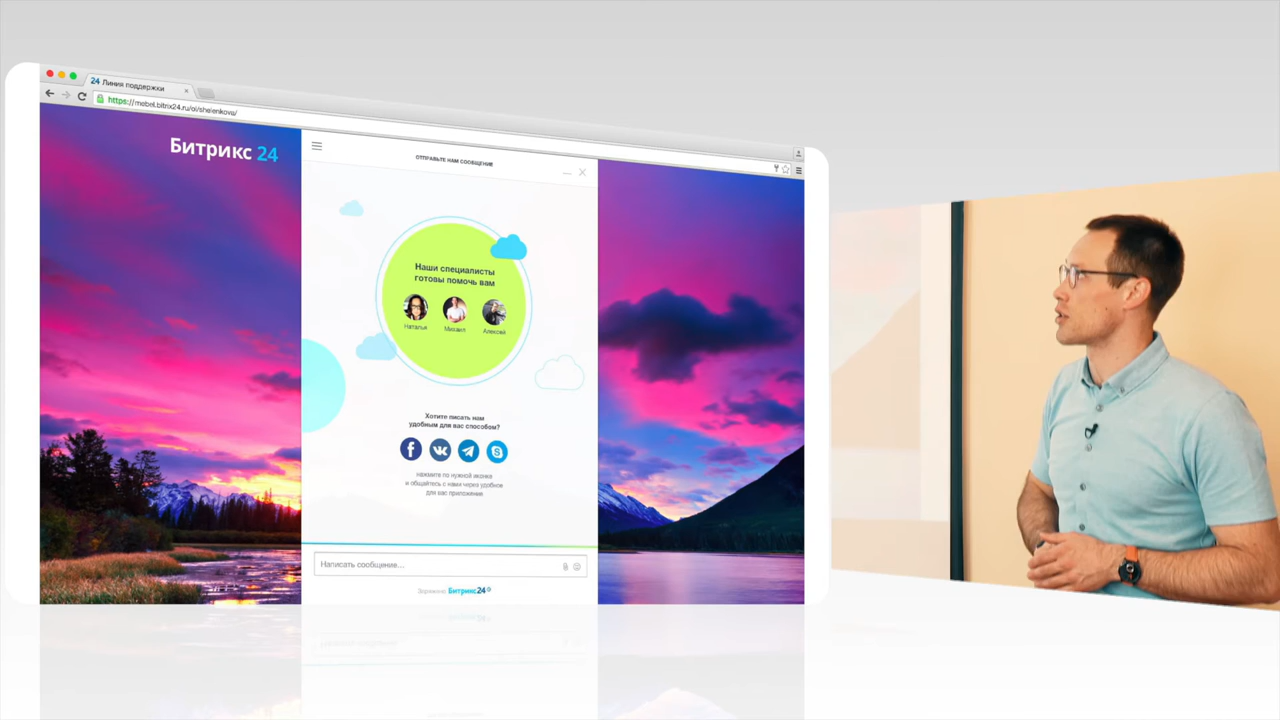 24 Линия поддержки
https://mebel.bitrix24.ru/ol/shelenkova/
Битрикс 24
ОТПРАВЬТЕ НАМ СООБЩЕНИЕ
Наши специалисты
готовы помочь вам
Наталья
Михаил
Алексей
Хотите писать нам
удобным для вас способом?
нажмите по нужной иконке
и общайтесь с нами через удобное
для вас приложение
Написать сообщение...
Заряжено Битрикс24